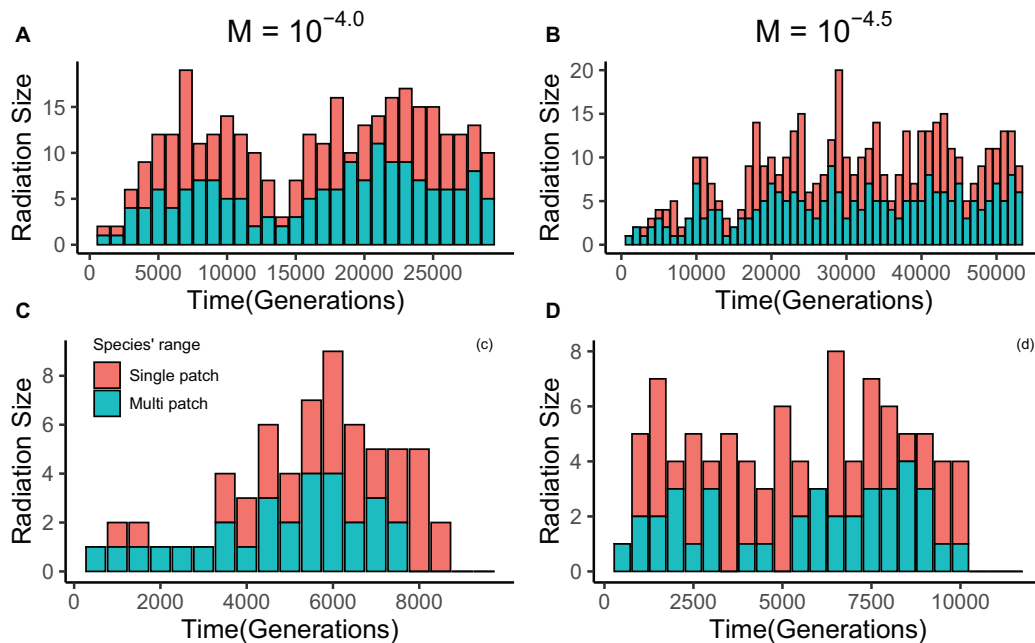 A
M = 10^−4.0
B
M = 10^−4.5
Radiation Size
15
10
5
0
0 5000 10000 15000 20000 25000
Time(Generations)
Radiation Size
20
15
10
5
0
0 10000 20000 30000 40000 50000
Time(Generations)
C
Species' range
Single patch
Multi patch
(c)
Radiation Size
8
6
4
2
0
0 2000 4000 6000 8000
Time(Generations)
D
(d)
Radiation Size
8
6
4
2
0
0 2500 5000 7500 10000
Time(Generations)